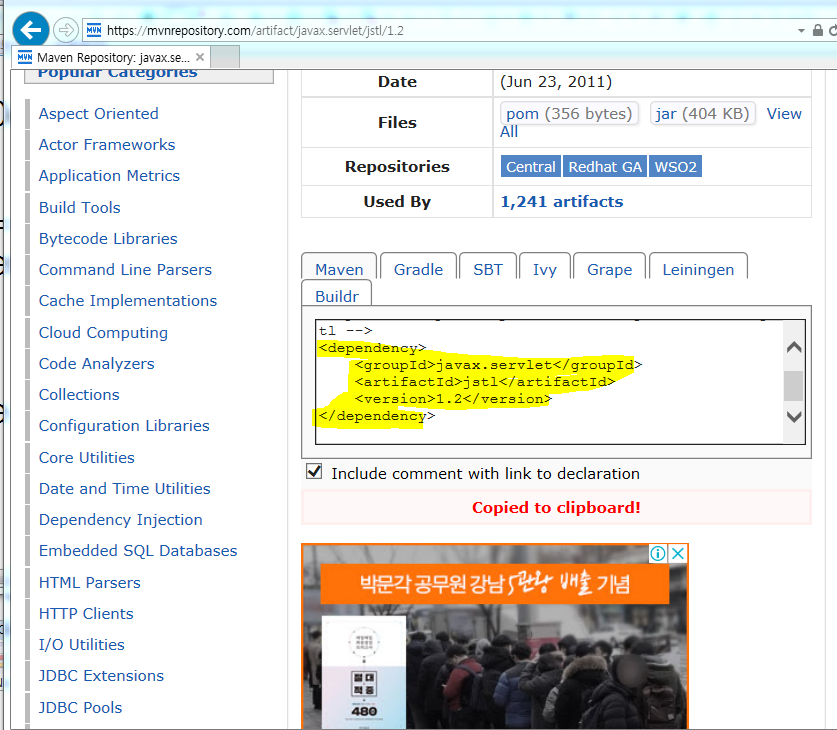 https://mvnrepository.com/artifact/javax.servlet/jstl/1.2
MVN Maven Repository: javax.se...
Popular Categories
Aspect Oriented
Actor Frameworks
Application Metrics
Build Tools
Bytecode Libraries
Command Line Parsers
Cache Implementations
Cloud Computing
Code Analyzers
Collections
Configuration Libraries
Core Utilities
Date and Time Utilities
Dependency Injection
Embedded SQL Databases
HTML Parsers
HTTP Clients
I/O Utilities
JDBC Extensions
JDBC Pools
Date (Jun 23, 2011)
Files pom (356 bytes) jar (404 KB) View
All
Repositories Central Redhat GA WSO2
Used By 1,241 artifacts
Maven Gradle SBT Ivy Grape Leiningen
Buildr
tl -->
<dependency>
<groupId>javax.servlet</groupId>
<artifactId>jstl</artifactId>
<version>1.2</version>
</dependency>
Include comment with link to declaration
Copied to clipboard!
박문각 공무원 강남 5관왕 배출 기념
절대
적중
480